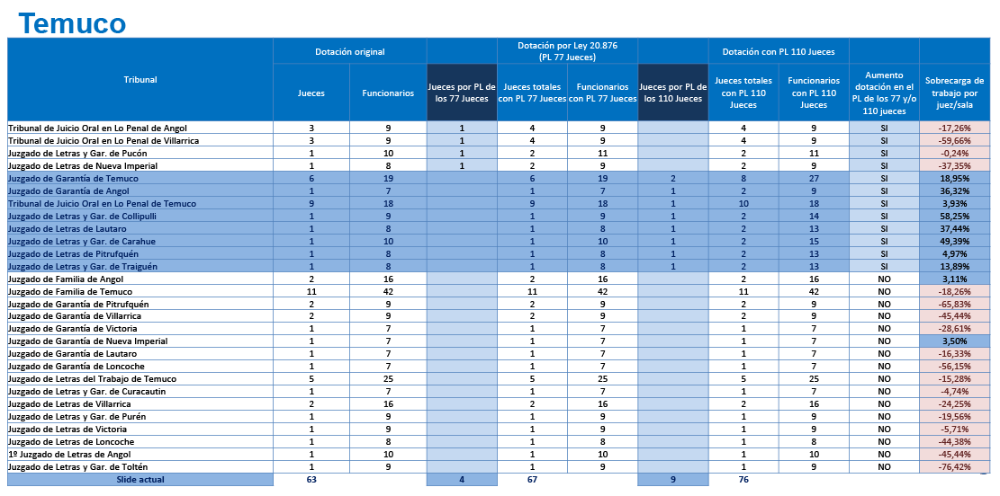 Temuco
Dotación original
Dotación por Ley 20.876
(PL 77 Jueces)
Dotación con PL 110 Jueces
Tribunal
Jueces
Funcionarios
Jueces por PL de los 77 Jueces
Jueces totales con PL 77 Jueces
Funcionarios con PL 77 Jueces
Jueces por PL de los 110 Jueces
Jueces totales con PL 110 Jueces
Funcionarios con PL 110 Jueces
Aumento dotación en el PL de los 77 y/o 110 jueces
Sobrecarga de trabajo por juez/sala
Tribunal de Juicio Oral en Lo Penal de Angol 3 9 1 4 9 4 9 SI -17,26%
Tribunal de Juicio Oral en Lo Penal de Villarrica 3 9 1 4 9 4 9 SI -59,66%
Juzgado de Letras y Gar. de Pucón 1 10 1 2 11 2 11 SI -0,24%
Juzgado de Letras de Nueva Imperial 1 8 1 2 9 2 9 SI -37,35%
Juzgado de Garantía de Temuco 6 19 6 19 2 8 27 SI 18,95%
Juzgado de Garantía de Angol 1 7 1 7 1 2 9 SI 36,32%
Tribunal de Juicio Oral en Lo Penal de Temuco 9 18 9 18 1 10 18 SI 3,93%
Juzgado de Letras y Gar. de Collipulli 1 9 1 9 1 2 14 SI 58,25%
Juzgado de Letras de Lautaro 1 8 1 8 1 2 13 SI 37,44%
Juzgado de Letras y Gar. de Carahue 1 10 1 10 1 2 15 SI 49,39%
Juzgado de Letras de Pitrufquén 1 8 1 8 1 2 13 SI 4,97%
Juzgado de Letras y Gar. de Traiguén 1 8 1 8 1 2 13 SI 13,89%
Juzgado de Familia de Angol 2 16 2 16 2 16 NO 3,11%
Juzgado de Familia de Temuco 11 42 11 42 11 42 NO -18,26%
Juzgado de Garantía de Pitrufquén 2 9 2 9 2 9 NO -65,83%
Juzgado de Garantía de Villarrica 2 9 2 9 2 9 NO -45,44%
Juzgado de Garantía de Victoria 1 7 1 7 1 7 NO -28,61%
Juzgado de Garantía de Nueva Imperial 1 7 1 7 1 7 NO 3,50%
Juzgado de Garantía de Lautaro 1 7 1 7 1 7 NO -16,33%
Juzgado de Garantía de Loncoche 1 7 1 7 1 7 NO -56,15%
Juzgado de Letras del Trabajo de Temuco 5 25 5 25 5 25 NO -15,28%
Juzgado de Letras y Gar. de Curacautin 1 7 1 7 1 7 NO -4,74%
Juzgado de Letras de Villarrica 2 16 2 16 2 16 NO -24,25%
Juzgado de Letras y Gar. de Purén 1 9 1 9 1 9 NO -19,56%
Juzgado de Letras de Victoria 1 9 1 9 1 9 NO -5,71%
Juzgado de Letras de Loncoche 1 8 1 8 1 8 NO -44,38%
1º Juzgado de Letras de Angol 1 10 1 10 1 10 NO -45,44%
Juzgado de Letras y Gar. de Toltén 1 9 1 9 1 9 NO -76,42%
Slide actual 63 4 67 9 76